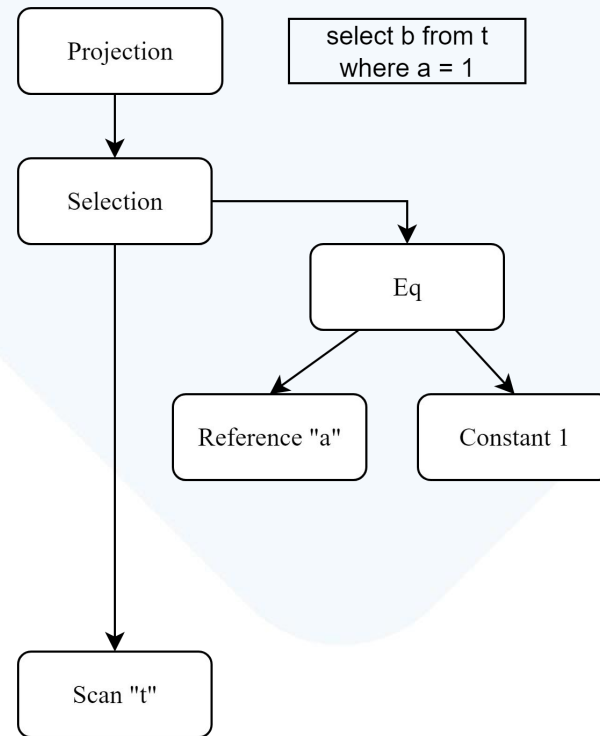 Projection
select b from t
where a = 1
Selection
Eq
Reference "a"
Constant 1
Scan "t"